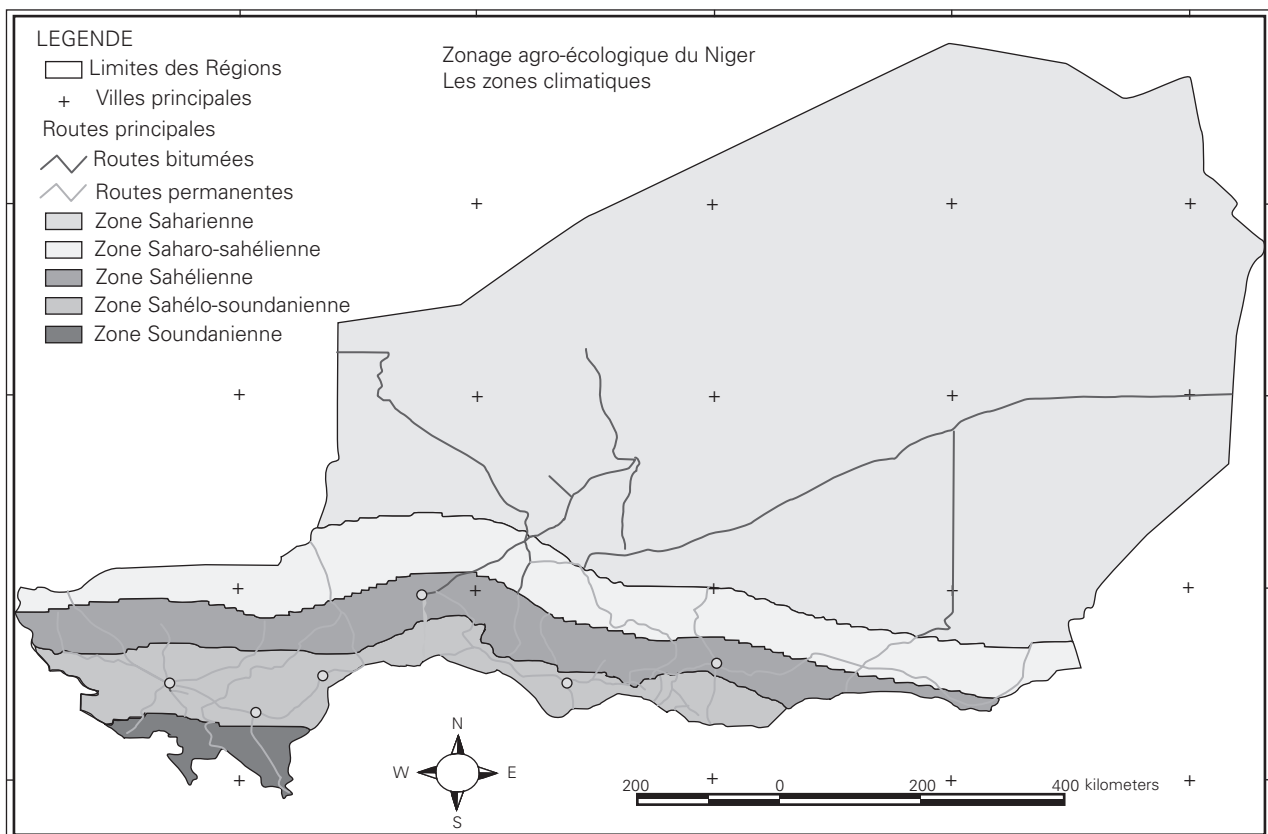 LEGENDE
Limites des Régions
+ Villes principales
Routes principales
Routes bitumées
Routes permanentes
Zone Saharienne
Zone Saharo-sahélienne
Zone Sahélienne
Zone Sahélo-soundanienne
Zone Soundanienne
Zonage agro-écologique du Niger
Les zones climatiques
N
W E
S
200 0 200 400 kilometers